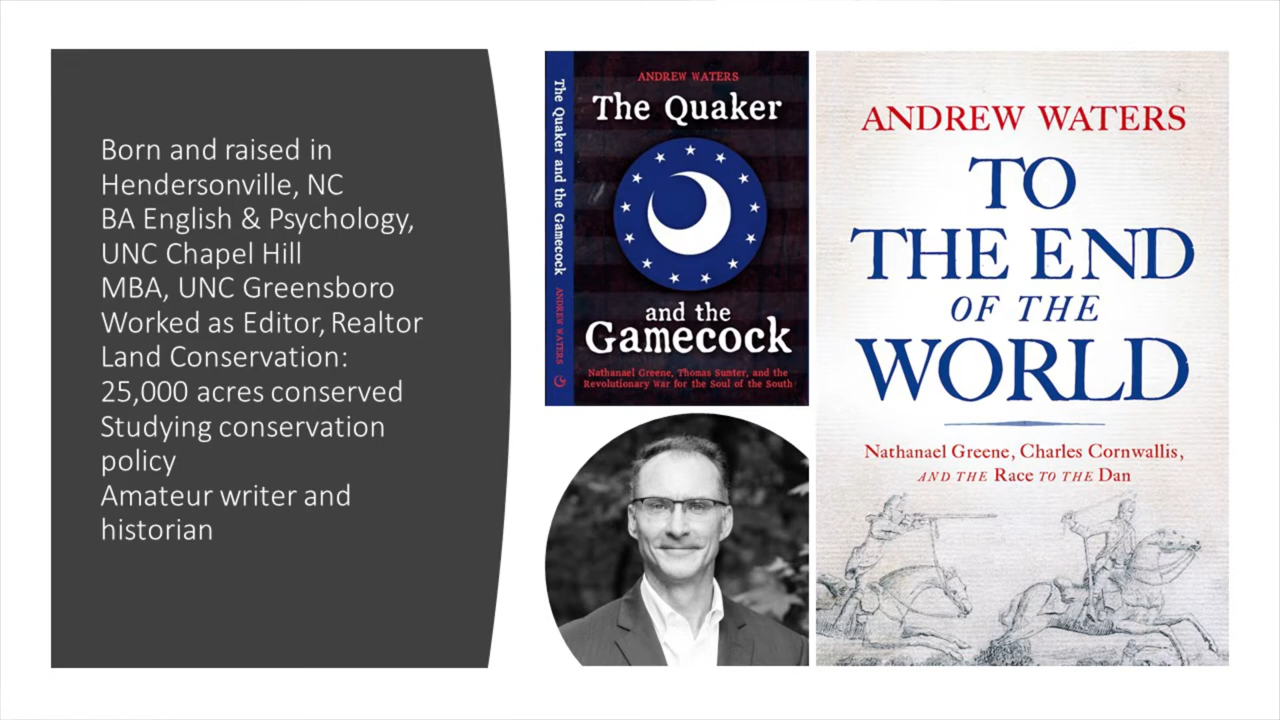 Born and raised in
Hendersonville, NC
BA English & Psychology,
UNC Chapel Hill
MBA, UNC Greensboro
Worked as Editor, Realtor
Land Conservation:
25,000 acres conserved
Studying conservation
policy
Amateur writer and
historian
The Quaker and the Gamecock ANDREW WATERS
ANDREW WATERS
The Quaker
and the
Gamecock
Nathanael Greene, Thomas Sumter, and the
Revolutionary War for the Soul of the South
ANDREW WATERS
TO
THE END
OF THE
WORLD
Nathanael Greene, Charles Cornwallis,
AND THE Race TO THE Dan